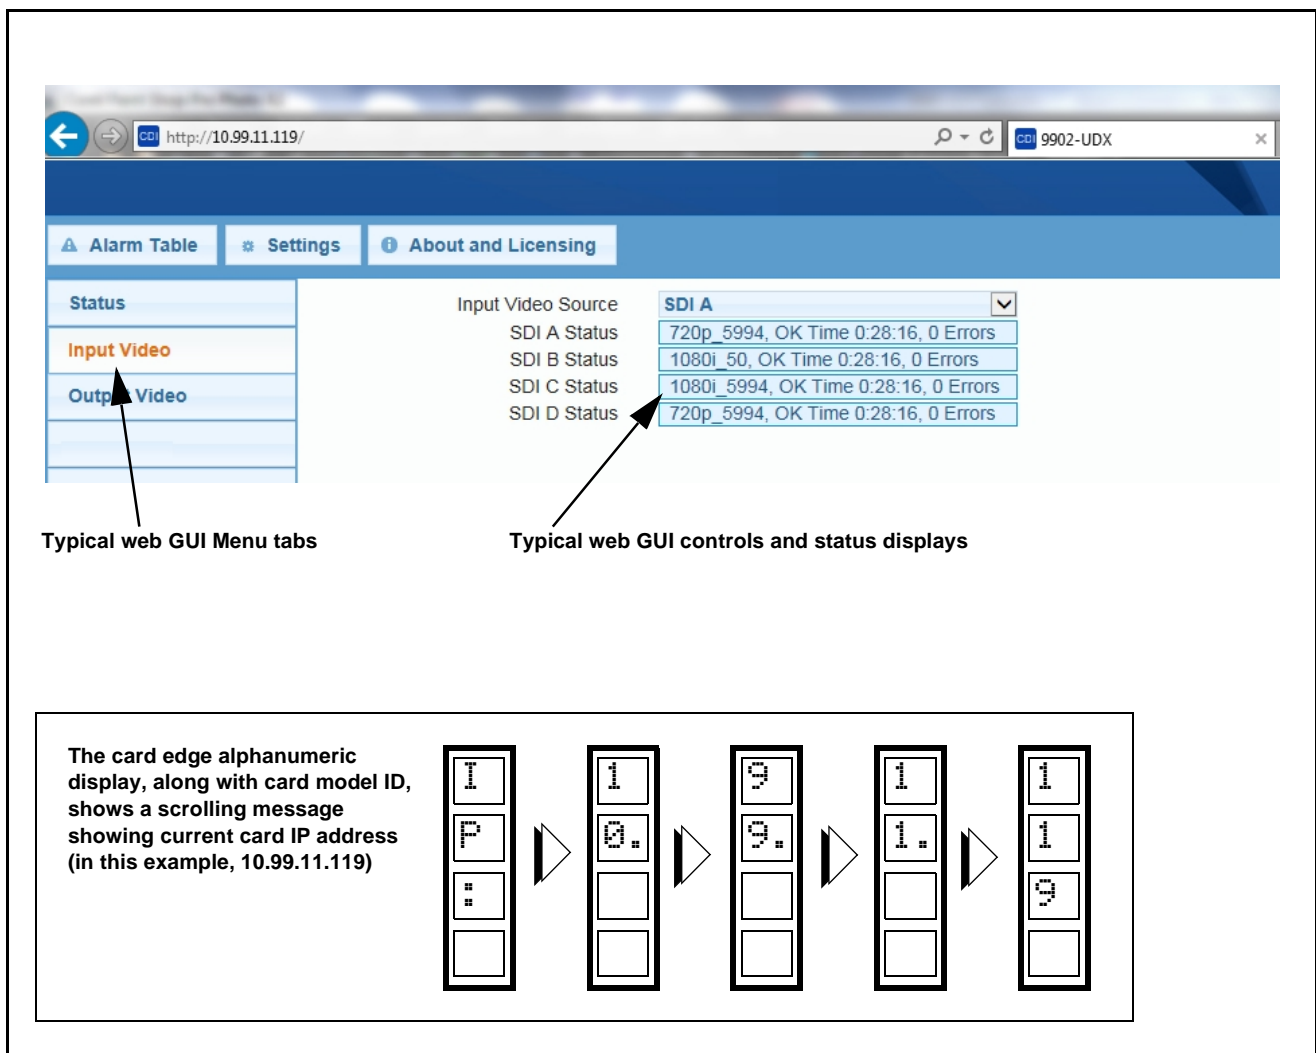 CDI http://10.99.11.119/
CDI 9902-UDX
Alarm Table
Settings
About and Licensing
Status
Input Video
Output Video
Input Video Source SDI A
SDI A Status 720p_5994, OK Time 0:28:16, 0 Errors
SDI B Status 1080i_50, OK Time 0:28:16, 0 Errors
SDI C Status 1080i_5994, OK Time 0:28:16, 0 Errors
SDI D Status 720p_5994, OK Time 0:28:16, 0 Errors
Typical web GUI Menu tabs
Typical web GUI controls and status displays
The card edge alphanumeric
display, along with card model ID,
shows a scrolling message
showing current card IP address
(in this example, 10.99.11.119)
I
P
:
1
0.
9
9.
1
1.
1
1
9